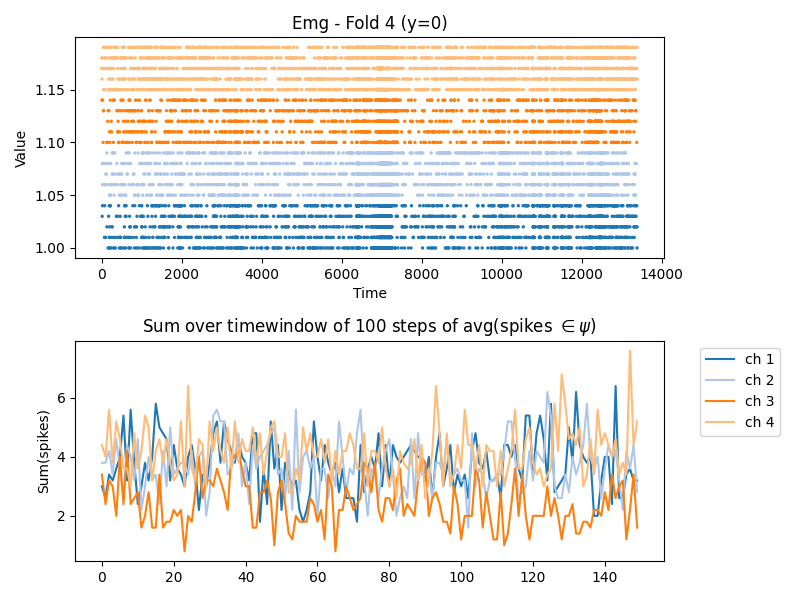 Emg - Fold 4 (y=0)
Value
1.15
1.10
1.05
1.00
0 2000 4000 6000 8000 10000 12000 14000
Time
Sum over timewindow of 100 steps of avg(spikes ∈ ψ)
Sum(spikes)
6
4
2
0 20 40 60 80 100 120 140
ch 1
ch 2
ch 3
ch 4